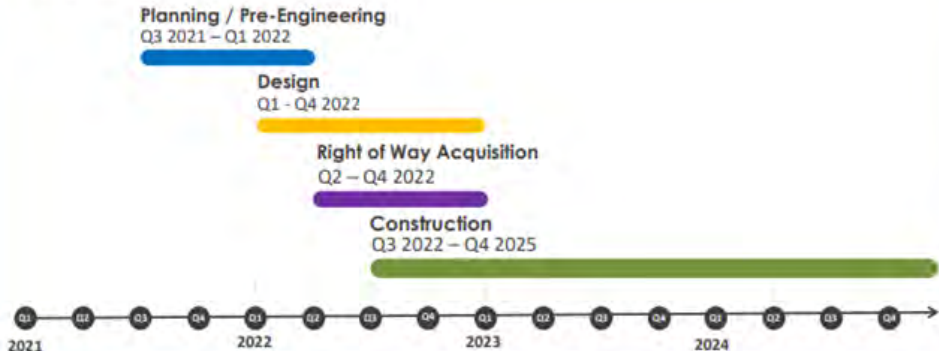 Planning / Pre-Engineering
Q3 2021 – Q1 2022
Design
Q1 - Q4 2022
Right of Way Acquisition
Q2 – Q4 2022
Construction
Q3 2022 – Q4 2025
Q1 Q2 Q3 Q4 Q1 Q2 Q3 Q4 Q1 Q2 Q3 Q4 Q1 Q2 Q3 Q4
2021 2022 2023 2024